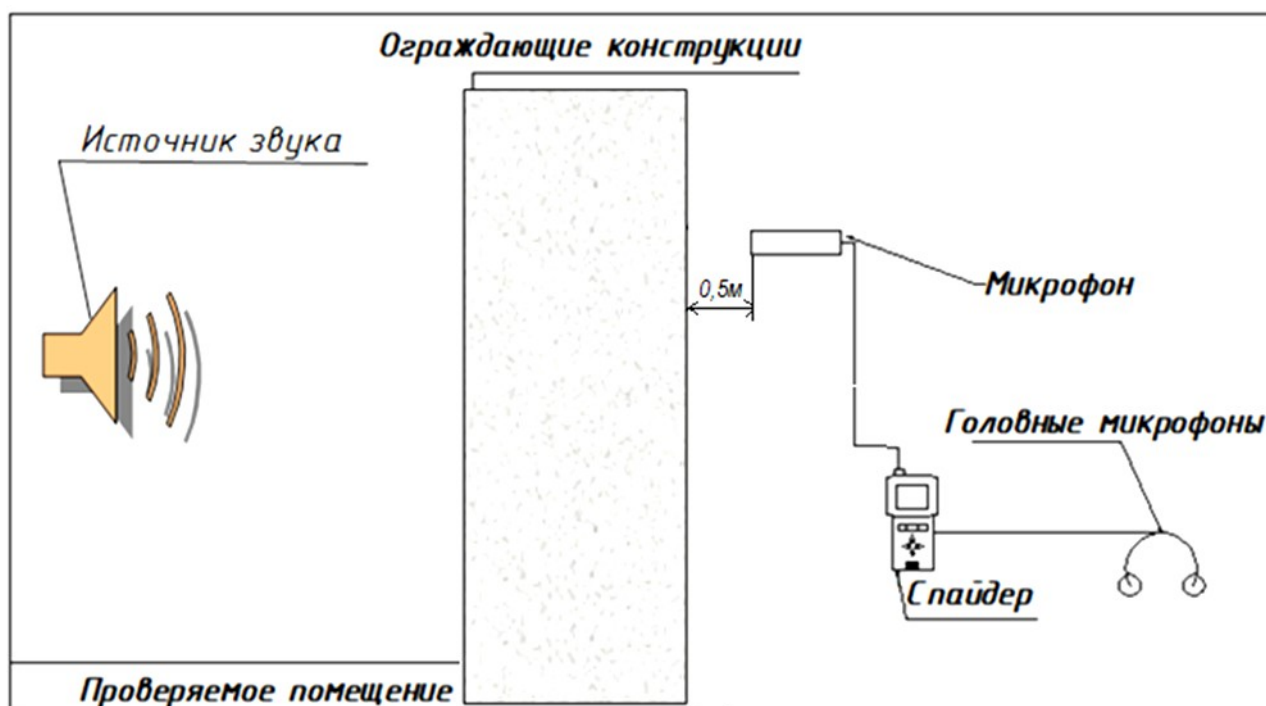 Ограждающие конструкции
Источник звука
0,5м
Микрофон
Головные микрофоны
Спайдер
Проверяемое помещение